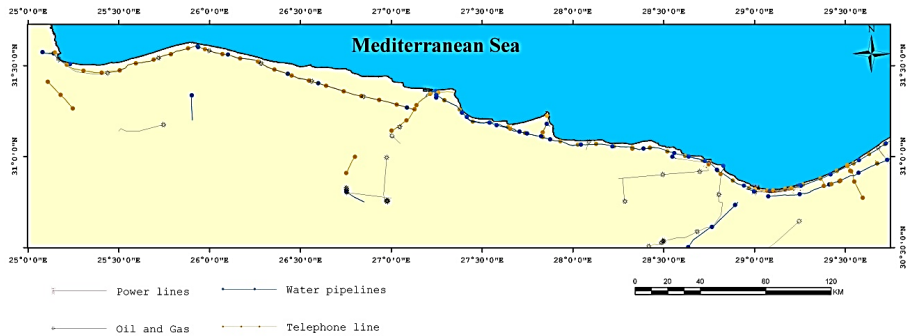 25°0'0"E 25°30'0"E 26°0'0"E 26°30'0"E 27°0'0"E 27°30'0"E 28°0'0"E 28°30'0"E 29°0'0"E 29°30'0"E
Mediterranean Sea
31°30'0"N 31°30'0"N
31°0'0"N 31°0'0"N
30°30'0"N
25°0'0"E 25°30'0"E 26°0'0"E 26°30'0"E 27°0'0"E 27°30'0"E 28°0'0"E 28°30'0"E 29°0'0"E 29°30'0"E
Power lines Water pipelines
0 10 20 40 80 120
KM
Oil and Gas Telephone line